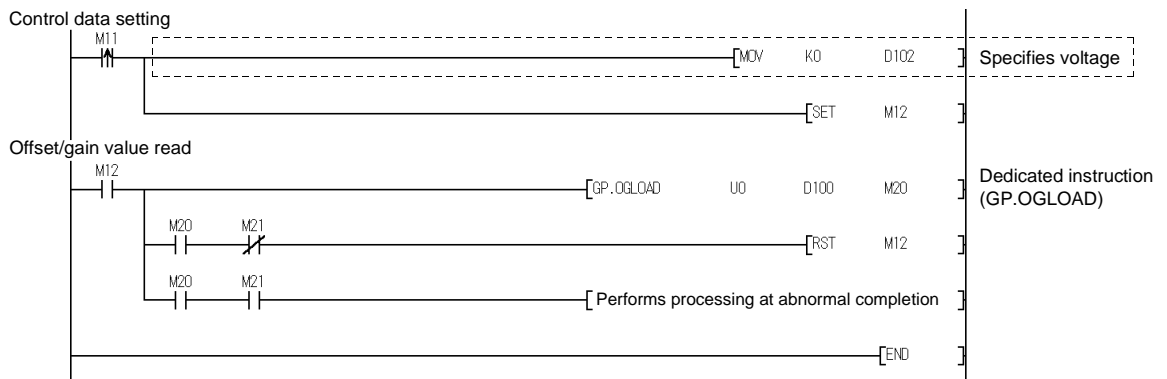 Control data setting
M11
MOV K0 D102 Specifies voltage
SET M12
Offset/gain value read
M12
GP.OGLOAD U0 D100 M20 Dedicated instruction
(GP.OGLOAD)
M20 M21
RST M12
M20 M21
Performs processing at abnormal completion
END